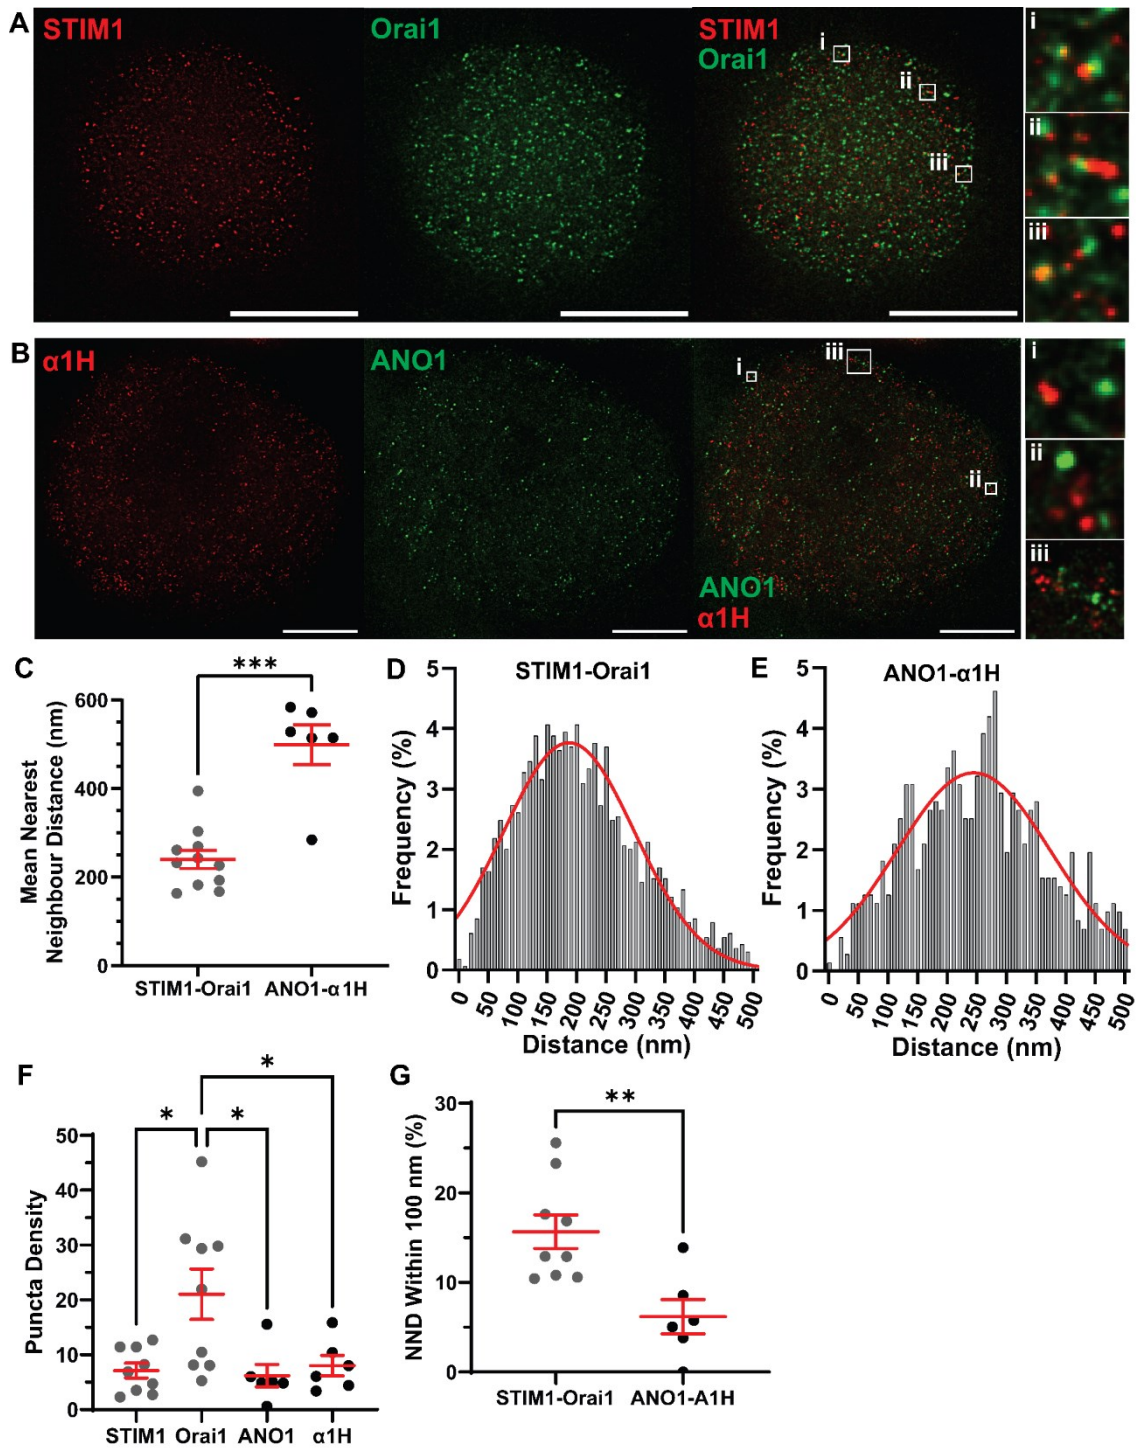 A
STIM1
Orai1
STIM1
Orai1
i
ii
iii
i
ii
iii
B
α1H
ANO1
i
iii
ii
ANO1
α1H
i
ii
iii
C
***
Mean Nearest
Neighbour Distance (nm)
600
400
200
0
STIM1-Orai1
ANO1-α1H
D
STIM1-Orai1
Frequency (%)
5
4
3
2
1
0
0
50
100
150
200
250
300
350
400
450
500
Distance (nm)
E
ANO1-α1H
Frequency (%)
5
4
3
2
1
0
0
50
100
150
200
250
300
350
400
450
500
Distance (nm)
F
*
*
*
Puncta Density
50
40
30
20
10
0
STIM1
Orai1
ANO1
α1H
G
**
NND Within 100 nm (%)
30
20
10
0
STIM1-Orai1
ANO1-A1H